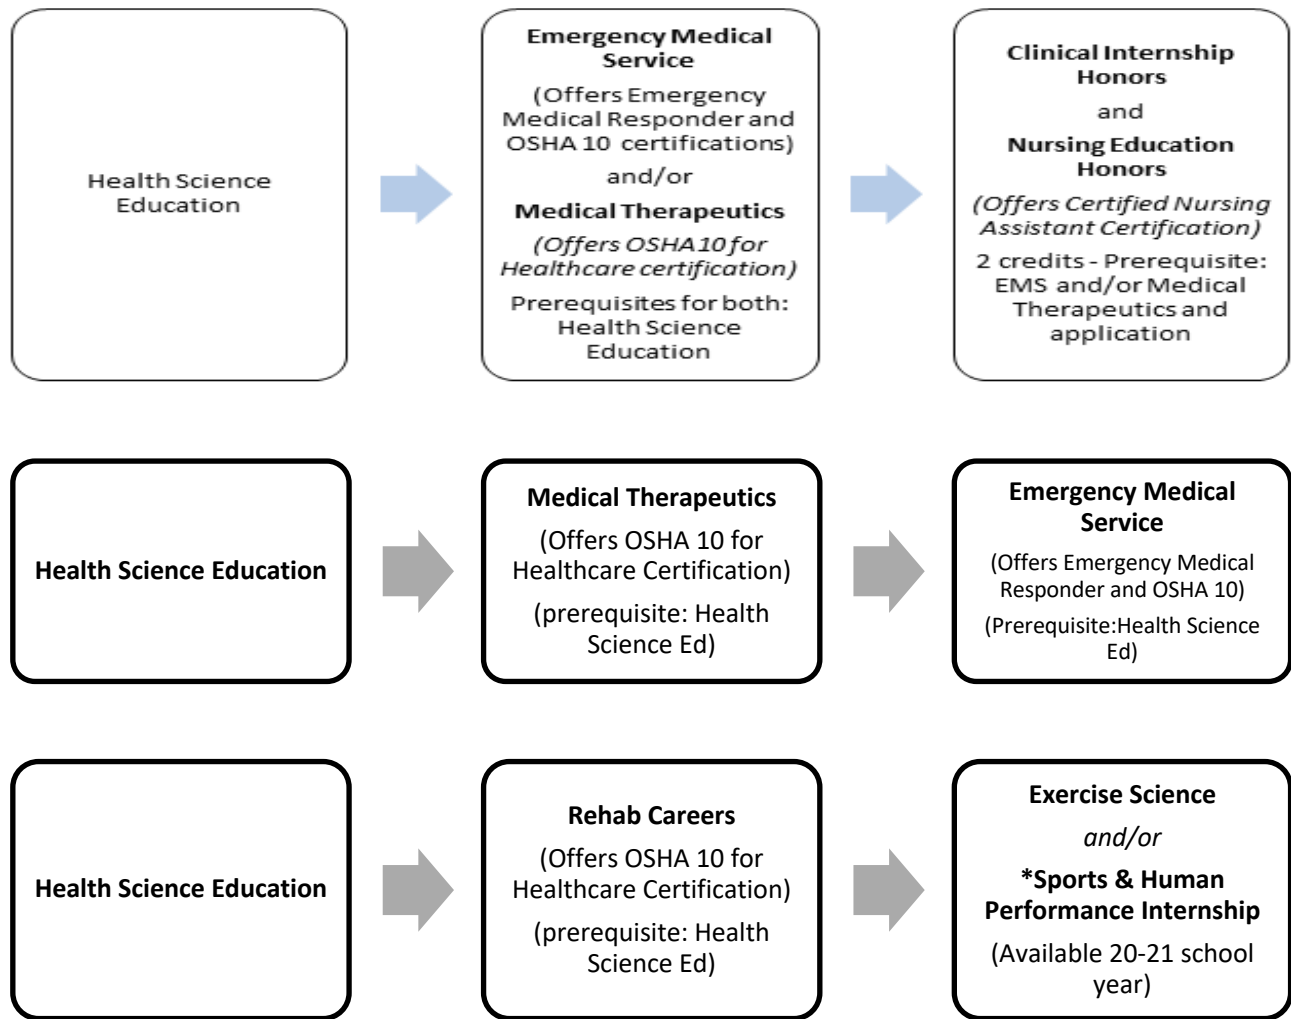 Health Science
Education
Emergency Medical
Service
(Offers Emergency
Medical Responder and
OSHA 10 certifications)
and/or
Medical Therapeutics
(Offers OSHA 10 for
Healthcare certification)
Prerequisites for both:
Health Science
Education
Clinical Internship
Honors
and
Nursing Education
Honors
(Offers Certified Nursing
Assistant Certification)
2 credits - Prerequisite:
EMS and/or Medical
Therapeutics and
application
Health Science Education
Medical Therapeutics
(Offers OSHA 10 for
Healthcare Certification)
(prerequisite: Health
Science Ed)
Emergency Medical
Service
(Offers Emergency Medical
Responder and OSHA 10)
(Prerequisite:Health Science
Ed)
Health Science Education
Rehab Careers
(Offers OSHA 10 for
Healthcare Certification)
(prerequisite: Health
Science Ed)
Exercise Science
and/or
*Sports & Human
Performance Internship
(Available 20-21 school
year)